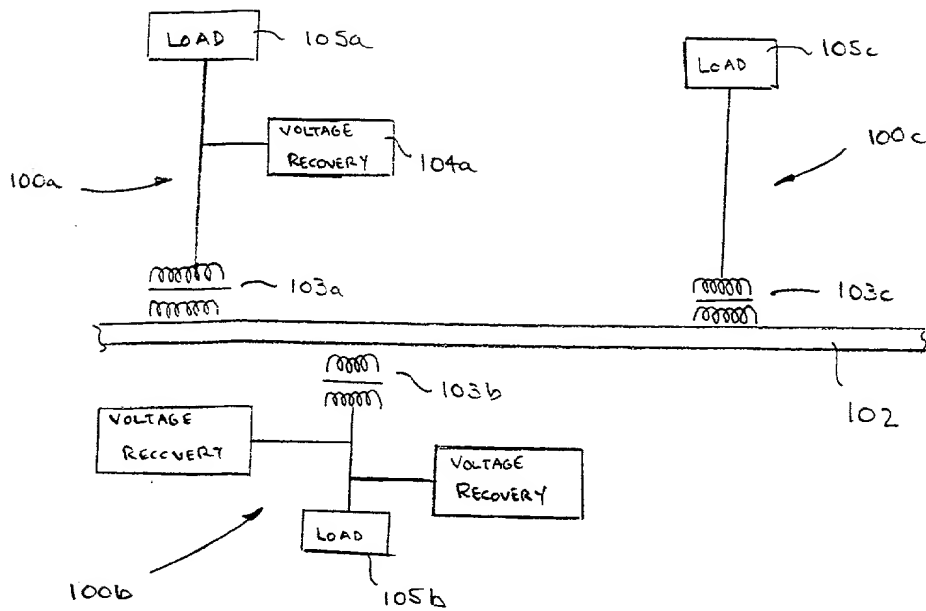 LOAD
105a
LOAD
105c
VOLTAGE
RECOVERY
104a
100a
100c
103a
103c
103b
102
VOLTAGE
RECOVERY
VOLTAGE
RECOVERY
LOAD
100b
105b